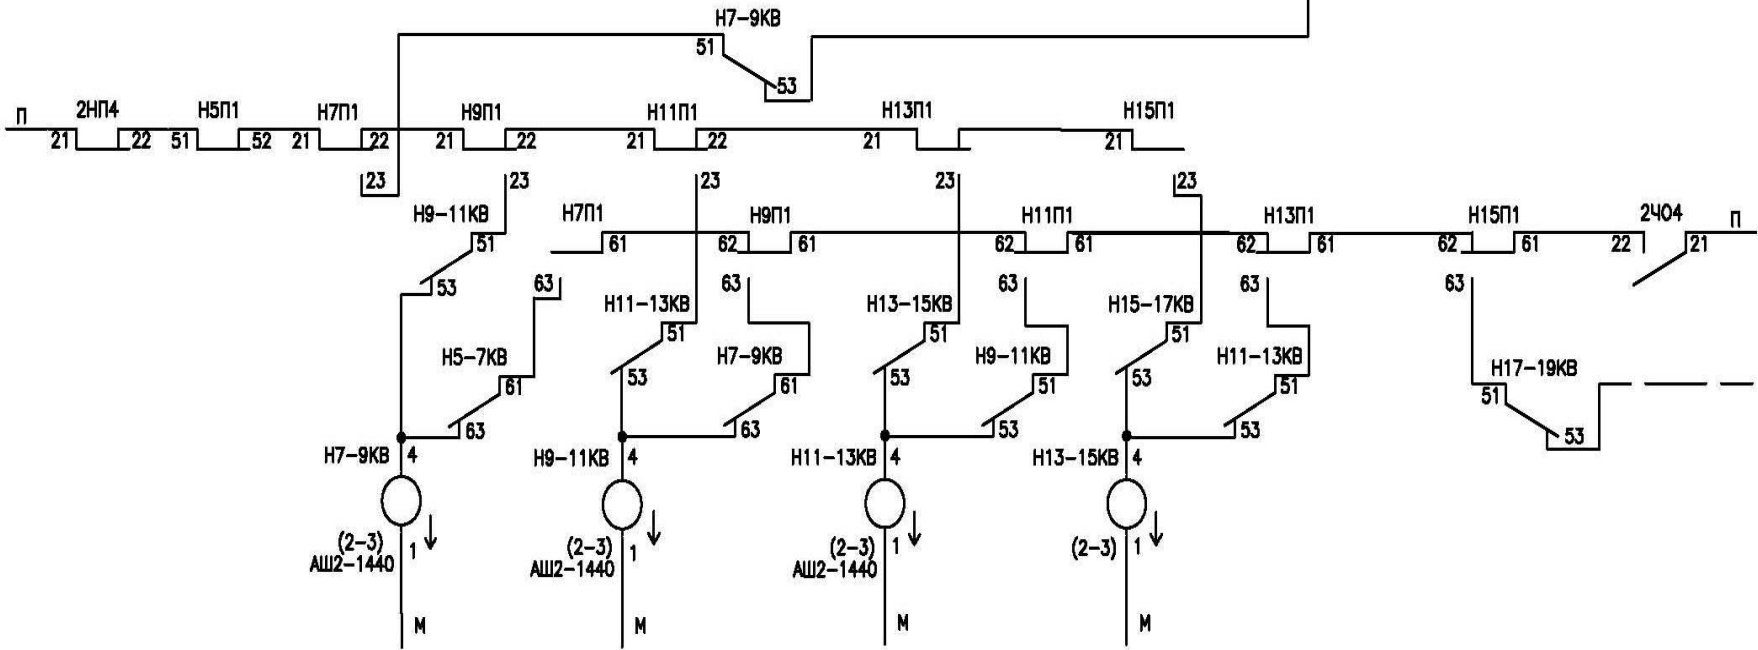 Н7-9КВ
51
53
П 2НП4 Н5П1 Н7П1 Н9П1 Н11П1 Н13П1 Н15П1
21 22 51 52 21 22 21 22 21 22 21 21
23 23 23 23 23
Н9-11КВ Н7П1 Н9П1 Н11П1 Н13П1 Н15П1 2ЧО4 П
51 61 62 61 62 61 62 61 62 61 22 21
53 63 63 63 63 63
Н11-13КВ Н13-15КВ Н15-17КВ
51 51 51
Н5-7КВ Н7-9КВ Н9-11КВ Н11-13КВ Н17-19КВ
61 53 61 53 51 53 51 51
63 63 53 53 53
Н7-9КВ 4 Н9-11КВ 4 Н11-13КВ 4 Н13-15КВ 4
(2-3) 1 (2-3) 1 (2-3) 1 (2-3) 1
АШ2-1440 АШ2-1440 АШ2-1440
М М М М